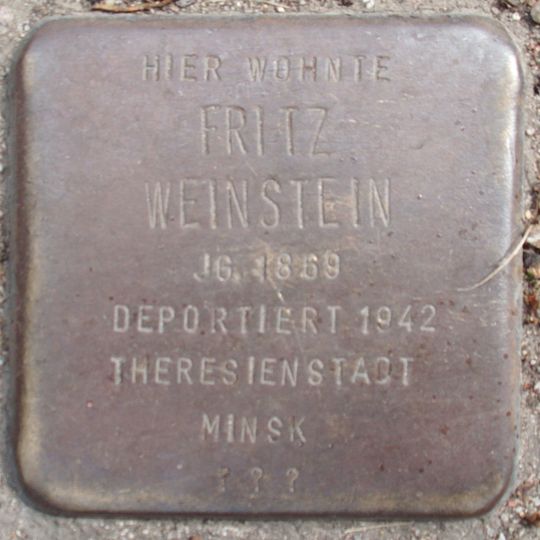 HIER WOHNTE
FRITZ
WEINSTEIN
JG. 1869
DEPORTIERT 1942
THERESIENSTADT
MINSK
? ? ?